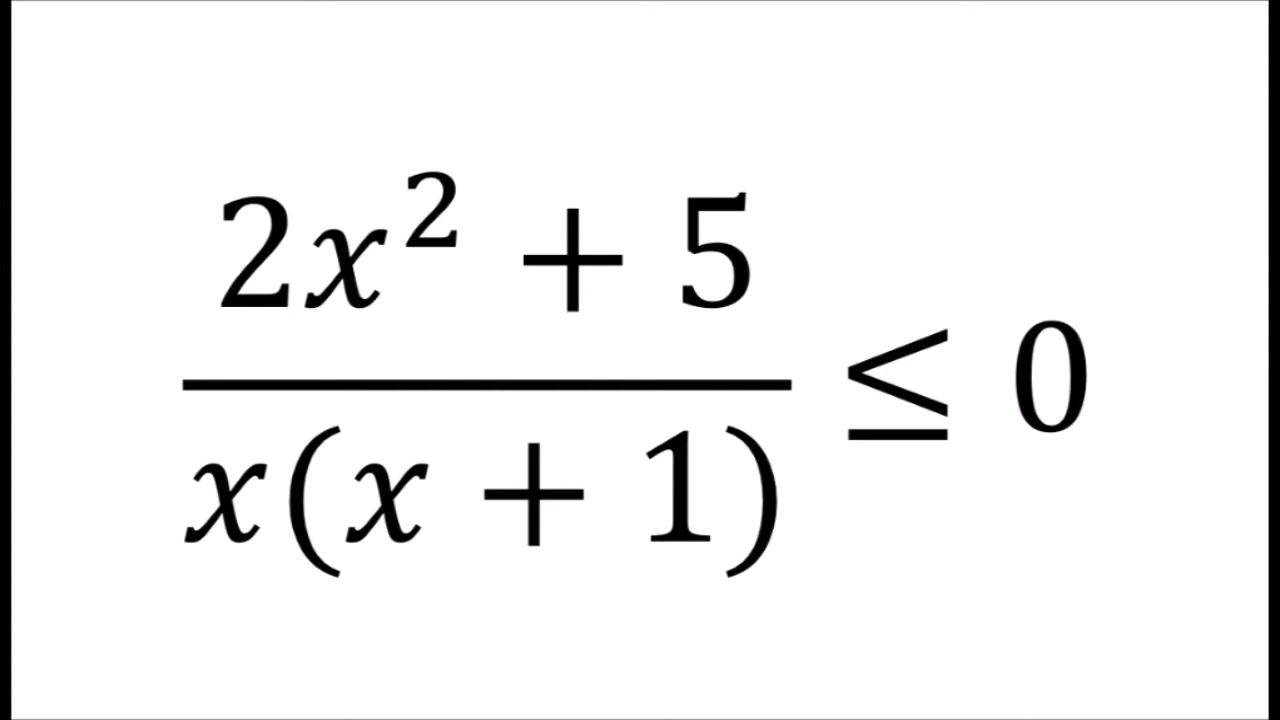 2x² + 5
x(x + 1) ≤ 0